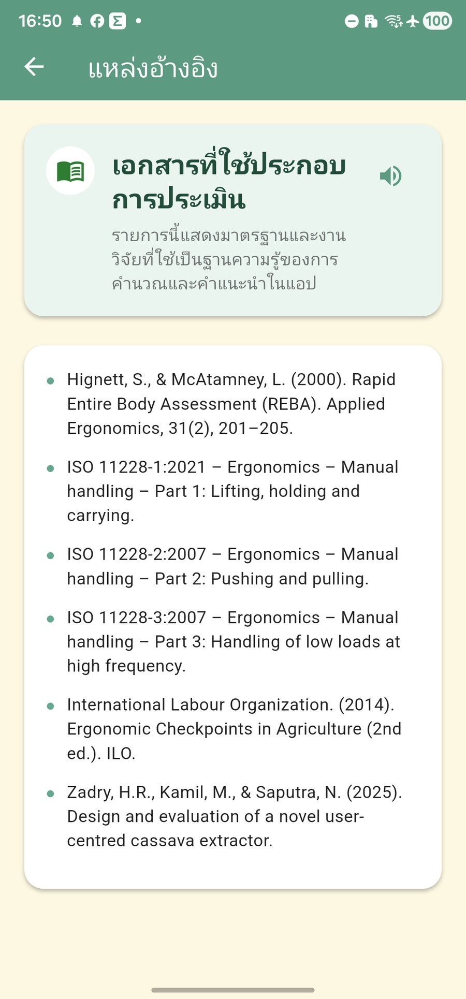 16:50
100
แหล่งอ้างอิง
เอกสารที่ใช้ประกอบ
การประเมิน
รายการนี้แสดงมาตรฐานและงาน
วิจัยที่ใช้เป็นฐานความรู้ของการ
คำนวณและคำแนะนำในแอป
Hignett, S., & McAtamney, L. (2000). Rapid
Entire Body Assessment (REBA). Applied
Ergonomics, 31(2), 201–205.
ISO 11228-1:2021 – Ergonomics – Manual
handling – Part 1: Lifting, holding and
carrying.
ISO 11228-2:2007 – Ergonomics – Manual
handling – Part 2: Pushing and pulling.
ISO 11228-3:2007 – Ergonomics – Manual
handling – Part 3: Handling of low loads at
high frequency.
International Labour Organization. (2014).
Ergonomic Checkpoints in Agriculture (2nd
ed.). ILO.
Zadry, H.R., Kamil, M., & Saputra, N. (2025).
Design and evaluation of a novel user-
centred cassava extractor.